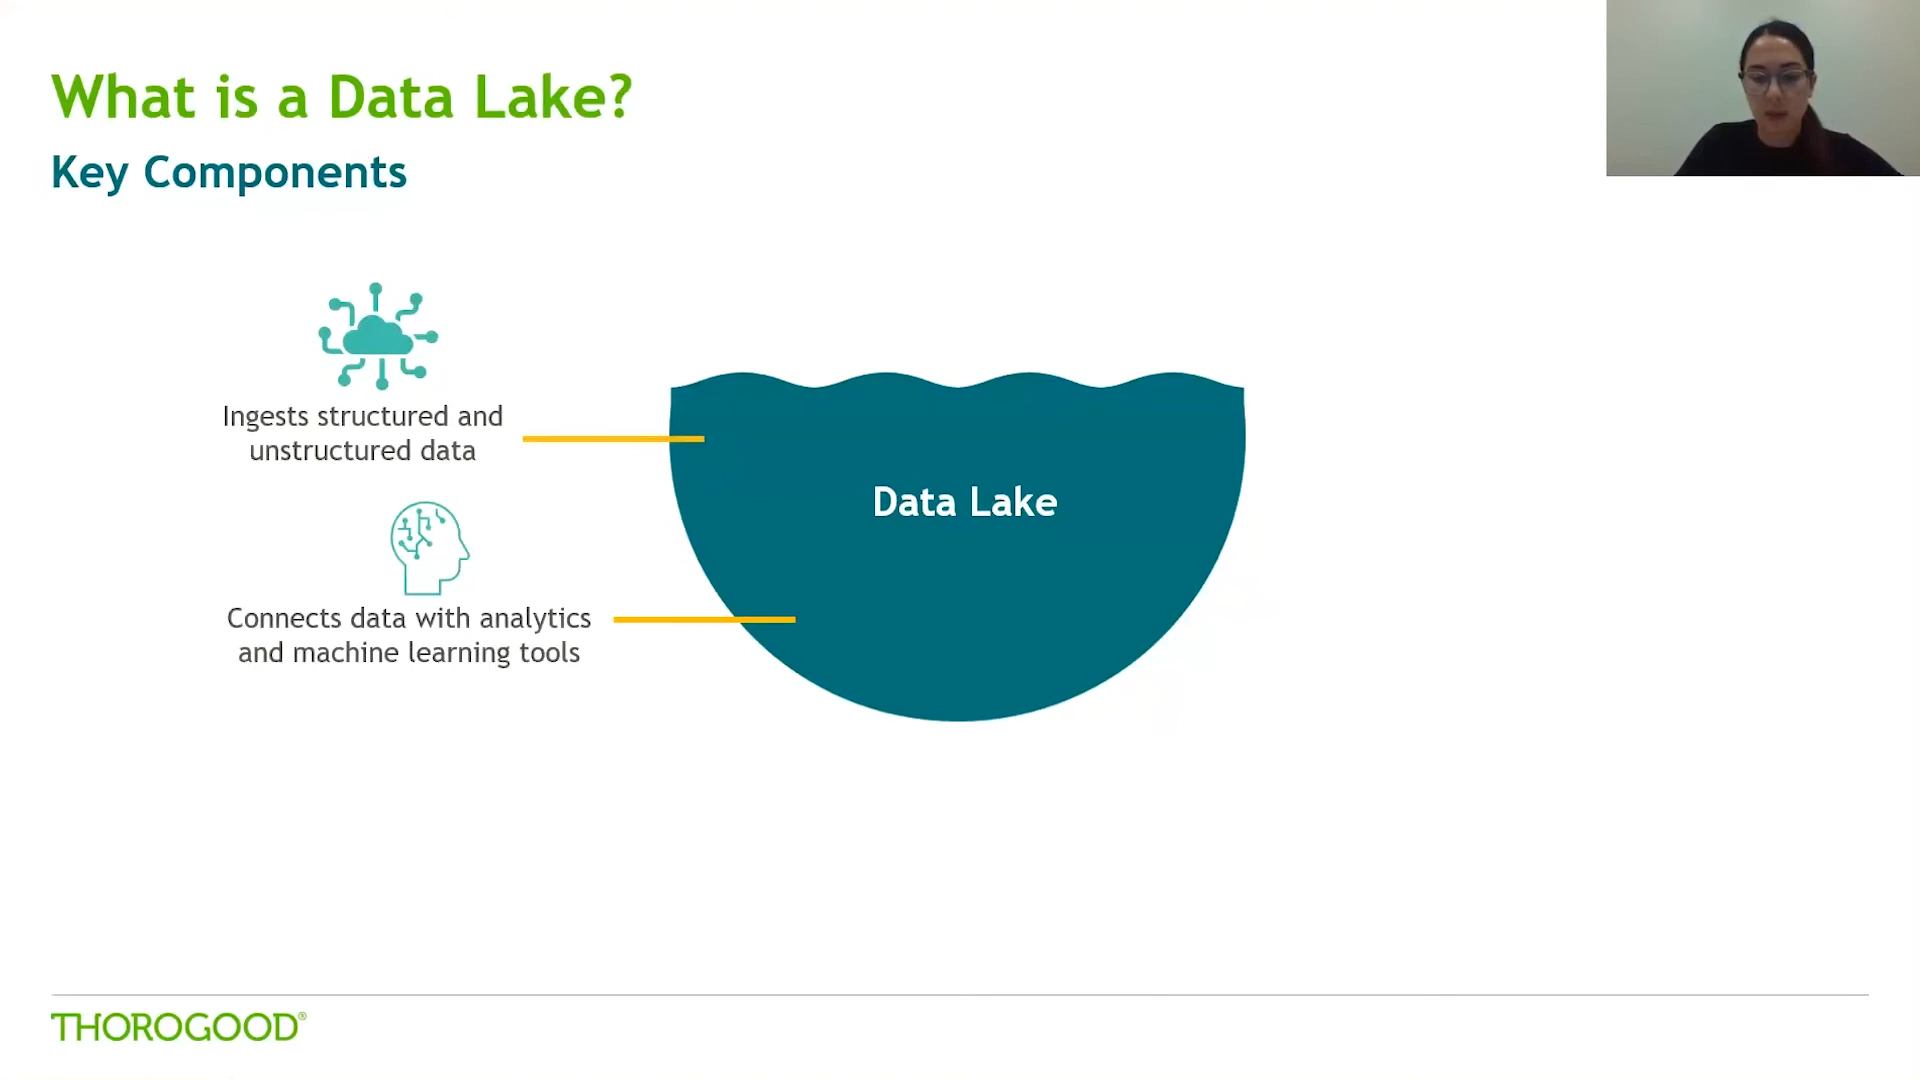 What is a Data Lake?
Key Components
Ingests structured and
unstructured data
Data Lake
Connects data with analytics
and machine learning tools
THOROGOOD®